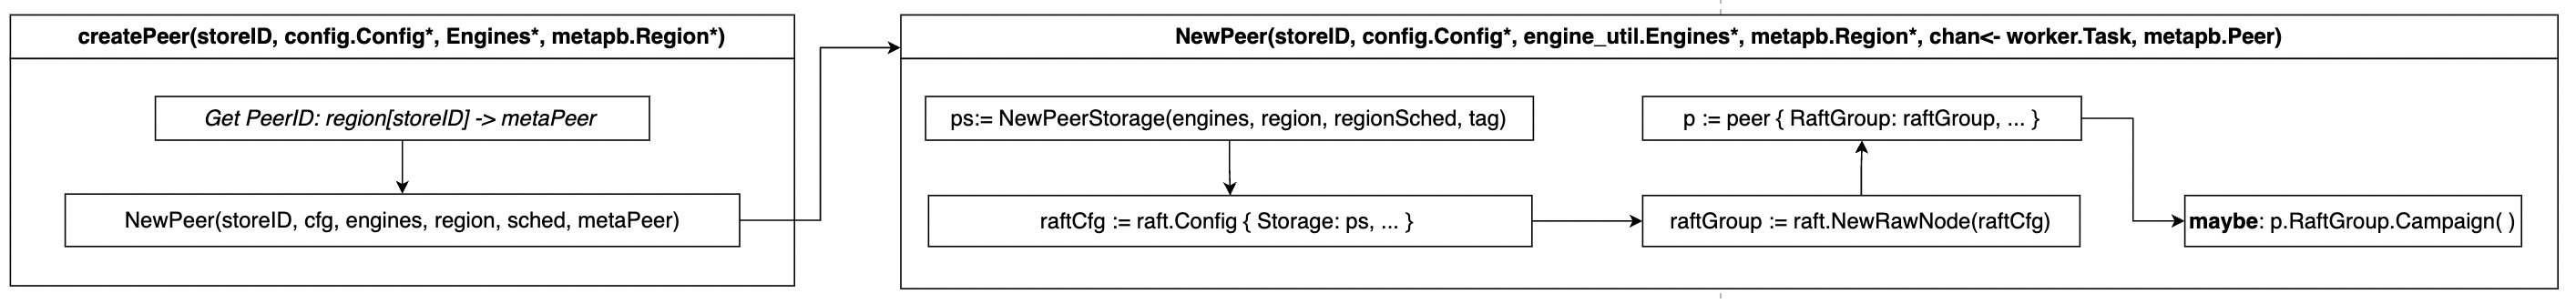 createPeer(storeID, config.Config*, Engines*, metapb.Region*)
Get PeerID: region[storeID] -> metaPeer
NewPeer(storeID, cfg, engines, region, sched, metaPeer)
NewPeer(storeID, config.Config*, engine_util.Engines*, metapb.Region*, chan<- worker.Task, metapb.Peer)
ps:= NewPeerStorage(engines, region, regionSched, tag)
raftCfg := raft.Config { Storage: ps, ... }
raftGroup := raft.NewRawNode(raftCfg)
p := peer { RaftGroup: raftGroup, ... }
maybe: p.RaftGroup.Campaign( )